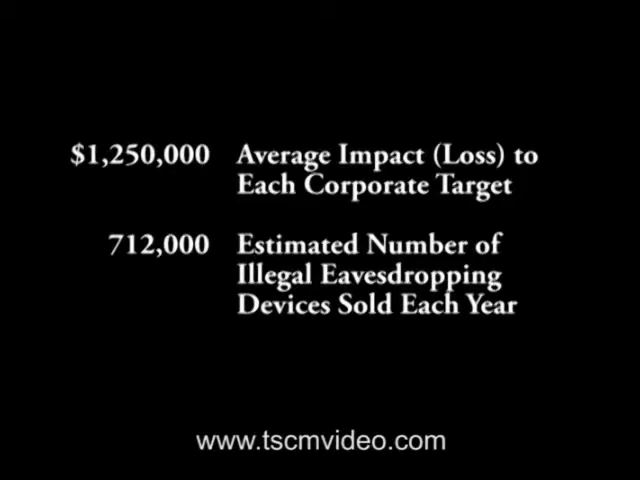 $1,250,000 Average Impact (Loss) to
Each Corporate Target
712,000 Estimated Number of
Illegal Eavesdropping
Devices Sold Each Year
www.tscmvideo.com